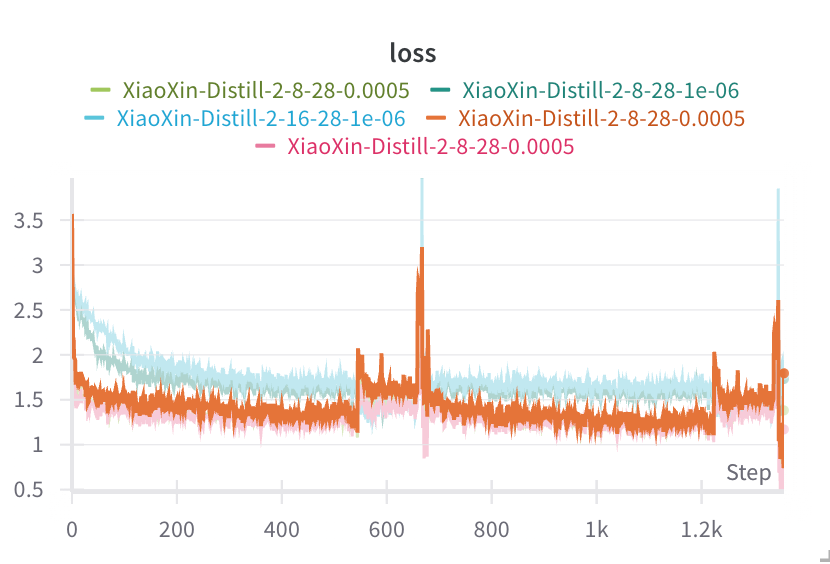 loss
XiaoXin-Distill-2-8-28-0.0005 XiaoXin-Distill-2-8-28-1e-06
XiaoXin-Distill-2-16-28-1e-06 XiaoXin-Distill-2-8-28-0.0005
XiaoXin-Distill-2-8-28-0.0005
3.5
3
2.5
2
1.5
1
Step
0.5
0 200 400 600 800 1k 1.2k